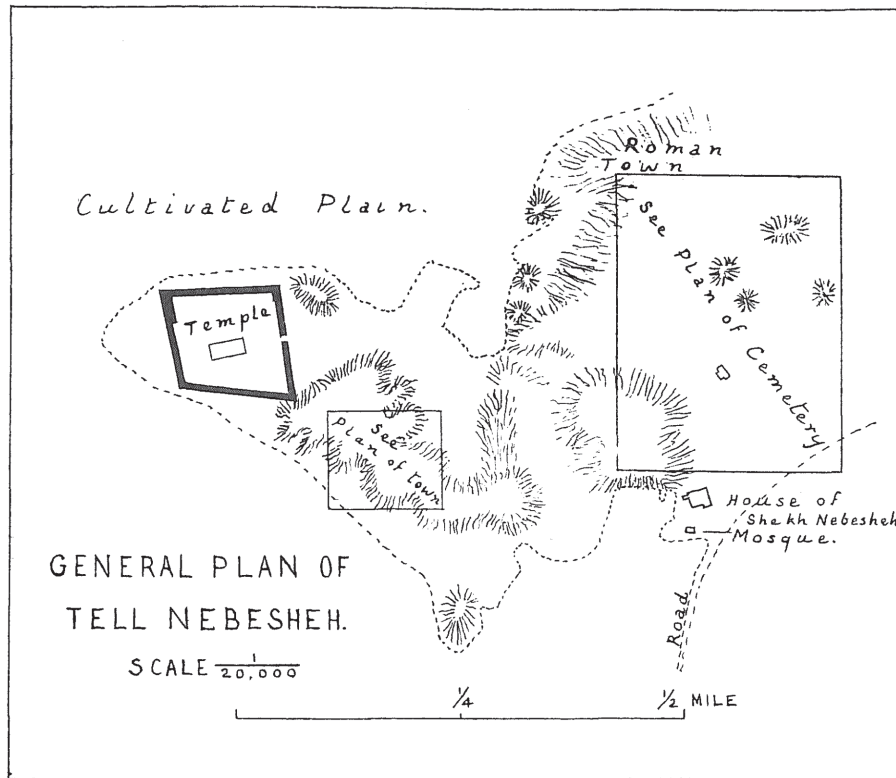 Roman
Town
Cultivated Plain.
See Plan of Cemetery
Temple
See
Plan of town
House of
Shekh Nebesheh
Mosque.
GENERAL PLAN OF
TELL NEBESHEH.
SCALE 1/20,000
Road
1/4 1/2 MILE